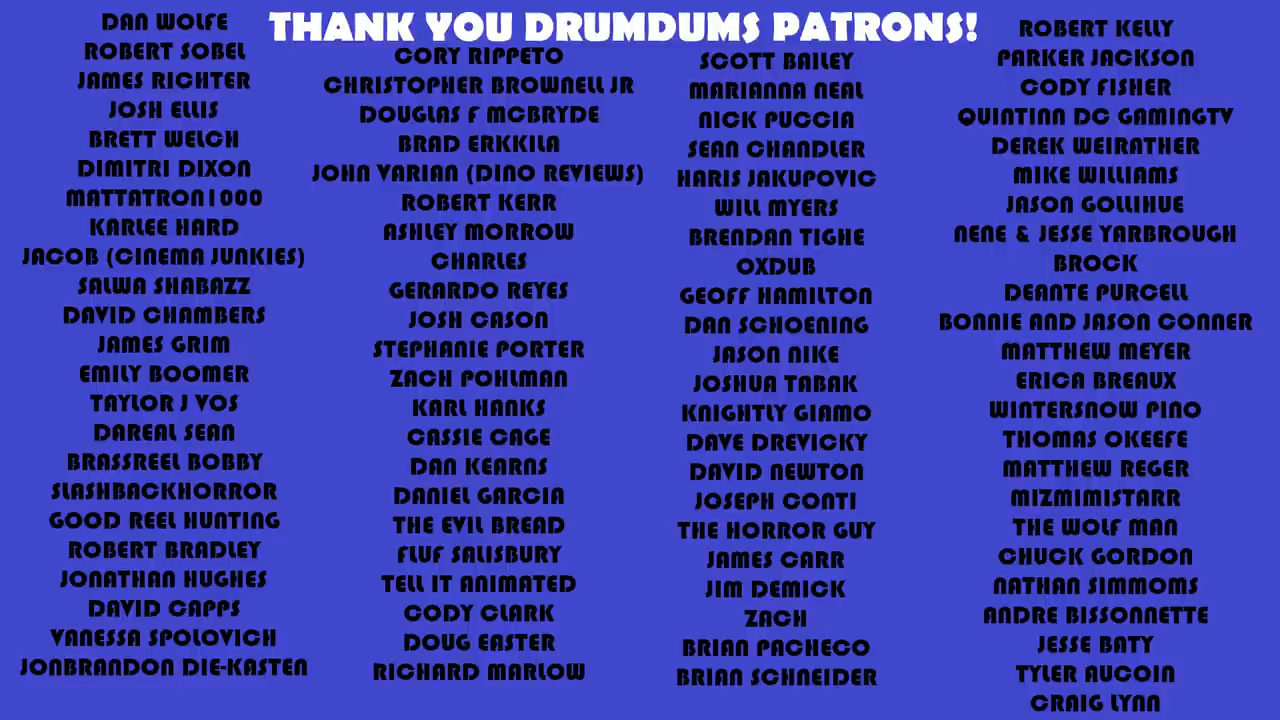 THANK YOU DRUMDUMS PATRONS!
DAN WOLFE
ROBERT SOBEL
JAMES RICHTER
JOSH ELLIS
BRETT WELCH
DIMITRI DIXON
MATTATRON1000
KARLEE HARD
JACOB (CINEMA JUNKIES)
SALWA SHABAZZ
DAVID CHAMBERS
JAMES GRIM
EMILY BOOMER
TAYLOR J VOS
DAREAL SEAN
BRASSREEL BOBBY
SLASHBACKHORROR
GOOD REEL HUNTING
ROBERT BRADLEY
JONATHAN HUGHES
DAVID CAPPS
VANESSA SPOLOVICH
JONBRANDON DIE-KASTEN
CORY RIPPETO
CHRISTOPHER BROWNELL JR
DOUGLAS F MCBRYDE
BRAD ERKKILA
JOHN VARIAN (DINO REVIEWS)
ROBERT KERR
ASHLEY MORROW
CHARLES
GERARDO REYES
JOSH CASON
STEPHANIE PORTER
ZACH POHLMAN
KARL HANKS
CASSIE CAGE
DAN KEARNS
DANIEL GARCIA
THE EVIL BREAD
FLUF SALISBURY
TELL IT ANIMATED
CODY CLARK
DOUG EASTER
RICHARD MARLOW
SCOTT BAILEY
MARIANNA NEAL
NICK PUCCIA
SEAN CHANDLER
HARIS JAKUPOVIC
WILL MYERS
BRENDAN TIGHE
OXDUB
GEOFF HAMILTON
DAN SCHOENING
JASON NIKE
JOSHUA TABAK
KNIGHTLY GIAMO
DAVE DREVICKY
DAVID NEWTON
JOSEPH CONTI
THE HORROR GUY
JAMES CARR
JIM DEMICK
ZACH
BRIAN PACHECO
BRIAN SCHNEIDER
ROBERT KELLY
PARKER JACKSON
CODY FISHER
QUINTINN DC GAMINGTV
DEREK WEIRATHER
MIKE WILLIAMS
JASON GOLLIHUE
NENE & JESSE YARBROUGH
BROCK
DEANTE PURCELL
BONNIE AND JASON CONNER
MATTHEW MEYER
ERICA BREAUX
WINTERSNOW PINO
THOMAS OKEEFE
MATTHEW REGER
MIZMIMISTARR
THE WOLF MAN
CHUCK GORDON
NATHAN SIMMOMS
ANDRE BISSONNETTE
JESSE BATY
TYLER AUCOIN
CRAIG LYNN